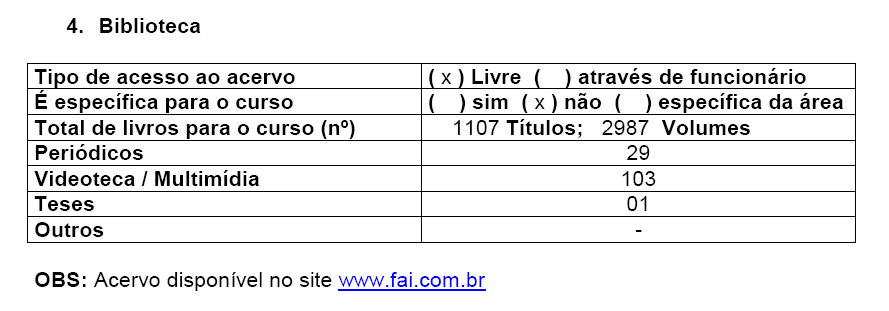 4. Biblioteca
Tipo de acesso ao acervo ( x ) Livre ( ) através de funcionário
É específica para o curso ( ) sim ( x ) não ( ) específica da área
Total de livros para o curso (nº) 1107 Títulos; 2987 Volumes
Periódicos 29
Videoteca / Multimídia 103
Teses 01
Outros -
OBS: Acervo disponível no site www.fai.com.br